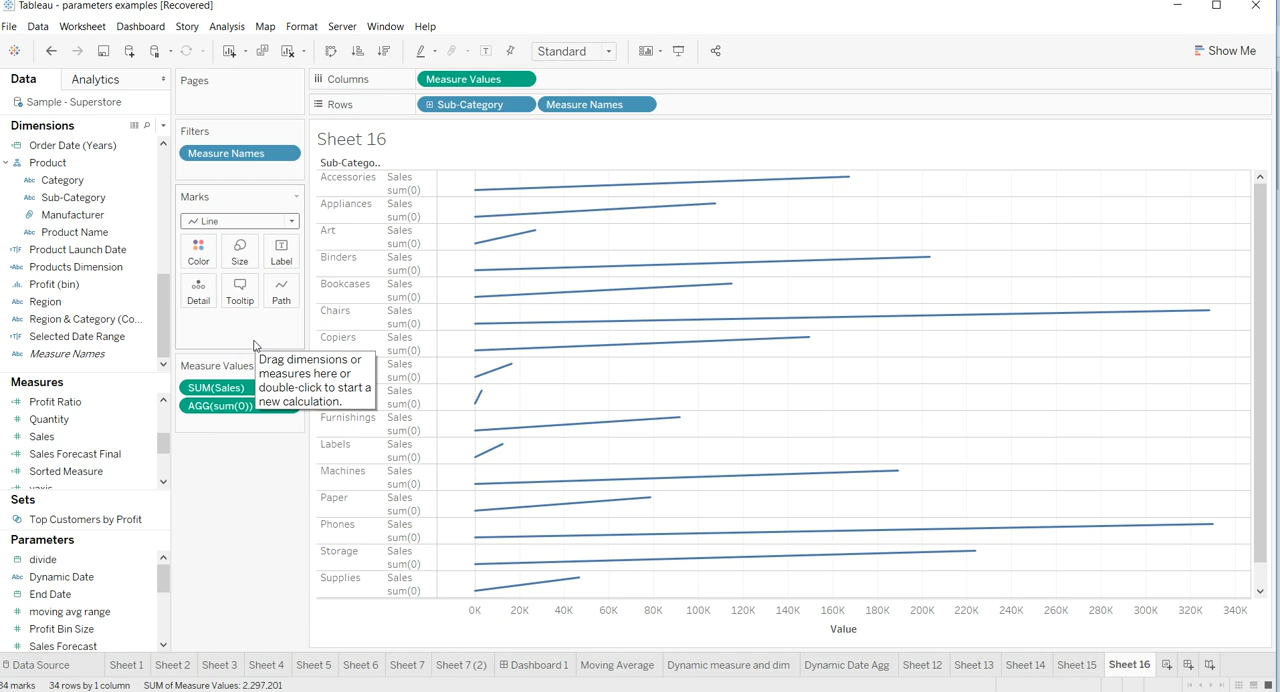 Tableau - parameters examples [Recovered]
File Data Worksheet Dashboard Story Analysis Map Format Server Window Help
Standard
Show Me
Data Analytics
Sample - Superstore
Dimensions
Order Date (Years)
Product
Abc Category
Abc Sub-Category
Manufacturer
Abc Product Name
Product Launch Date
Products Dimension
Profit (bin)
Abc Region
Abc Region & Category (Co...
Selected Date Range
Abc Measure Names
Measures
Profit Ratio
# Quantity
# Sales
Sales Forecast Final
Sorted Measure
Sets
Top Customers by Profit
Parameters
divide
Abc Dynamic Date
End Date
# moving avg range
# Profit Bin Size
# Sales Forecast
Pages
Filters
Measure Names
Marks
Line
Color Size Label
Detail Tooltip Path
Measure Values
SUM(Sales)
AGG(sum(0))
Drag dimensions or
measures here or
double-click to start a
new calculation.
Columns Measure Values
Rows Sub-Category Measure Names
Sheet 16
Sub-Catego..
Accessories Sales
sum(0)
Appliances Sales
sum(0)
Art Sales
sum(0)
Binders Sales
sum(0)
Bookcases Sales
sum(0)
Chairs Sales
sum(0)
Copiers Sales
sum(0)
Sales
sum(0)
Sales
sum(0)
Furnishings Sales
sum(0)
Labels Sales
sum(0)
Machines Sales
sum(0)
Paper Sales
sum(0)
Phones Sales
sum(0)
Storage Sales
sum(0)
Supplies Sales
sum(0)
0K 20K 40K 60K 80K 100K 120K 140K 160K 180K 200K 220K 240K 260K 280K 300K 320K 340K
Value
Data Source Sheet 1 Sheet 2 Sheet 3 Sheet 4 Sheet 5 Sheet 6 Sheet 7 Sheet 7 (2) Dashboard 1 Moving Average Dynamic measure and dim Dynamic Date Agg Sheet 12 Sheet 13 Sheet 14 Sheet 15 Sheet 16
34 marks 34 rows by 1 column SUM of Measure Values: 2,297,201